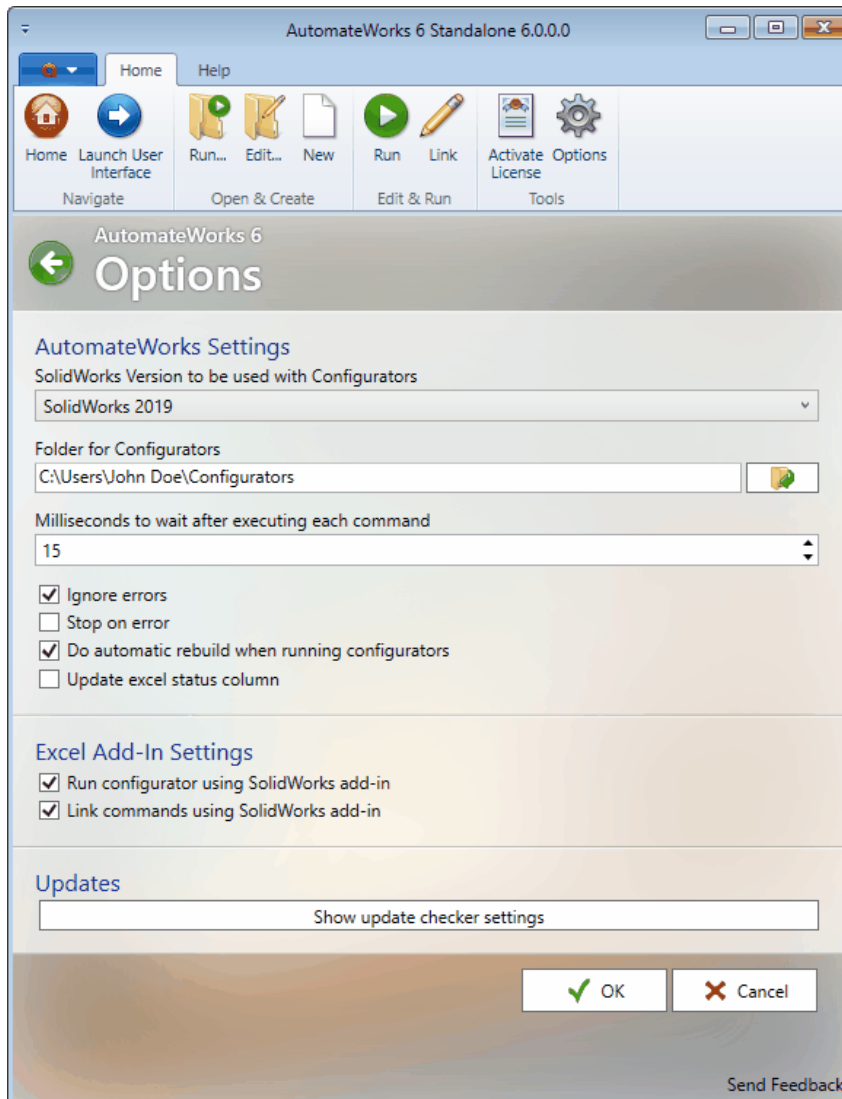 AutomateWorks 6 Standalone 6.0.0.0
Home Help
Home Launch User Interface Run... Edit... New Run Link Activate License Options
Navigate Open & Create Edit & Run Tools
AutomateWorks 6
Options
AutomateWorks Settings
SolidWorks Version to be used with Configurators
SolidWorks 2019
Folder for Configurators
C:\Users\John Doe\Configurators
Milliseconds to wait after executing each command
15
Ignore errors
Stop on error
Do automatic rebuild when running configurators
Update excel status column
Excel Add-In Settings
Run configurator using SolidWorks add-in
Link commands using SolidWorks add-in
Updates
Show update checker settings
OK Cancel
Send Feedback